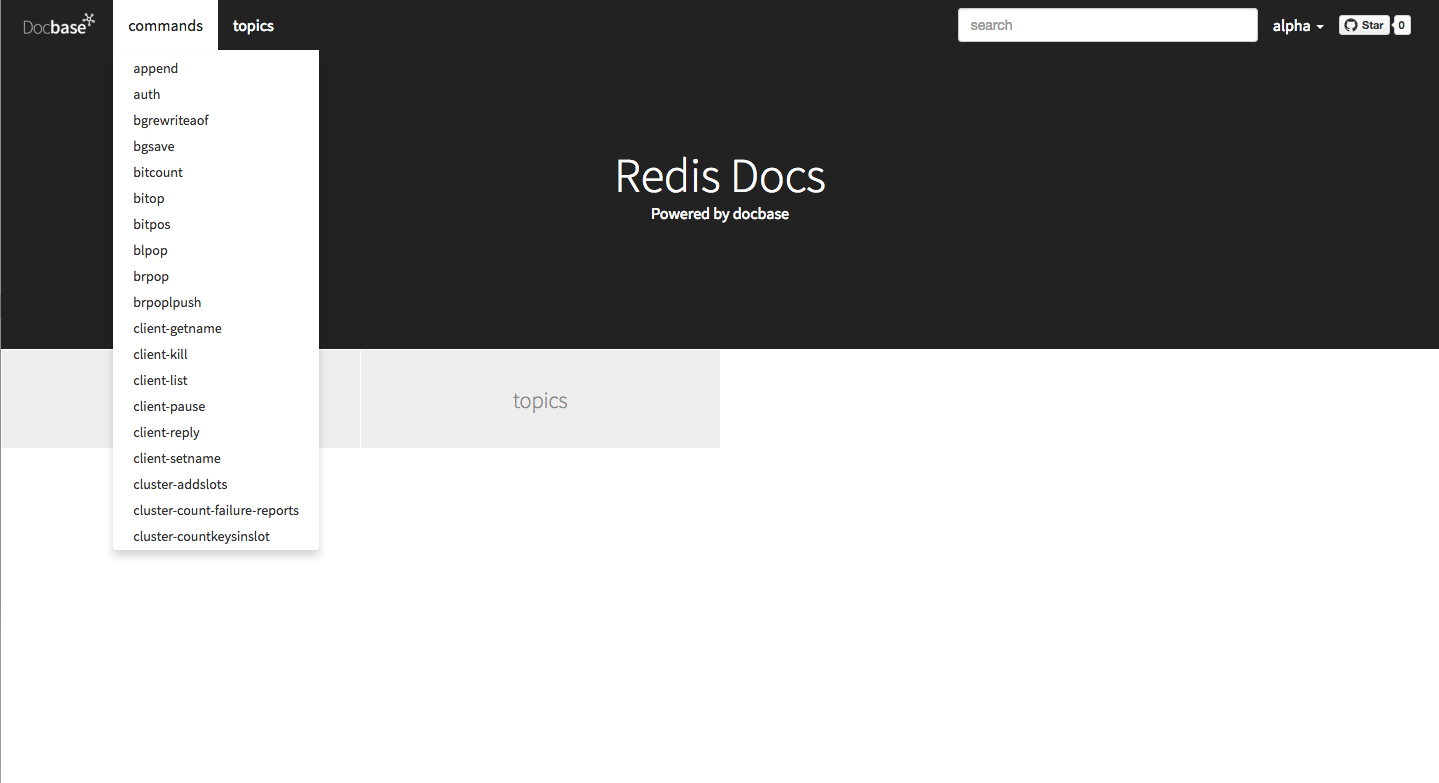 Docbase commands topics search alpha Star 0
append
auth
bgrewriteaof
bgsave
bitcount
bitop
bitpos
blpop
brpop
brpoplpush
client-getname
client-kill
client-list
client-pause
client-reply
client-setname
cluster-addslots
cluster-count-failure-reports
cluster-countkeysinslot
Redis Docs
Powered by docbase
topics